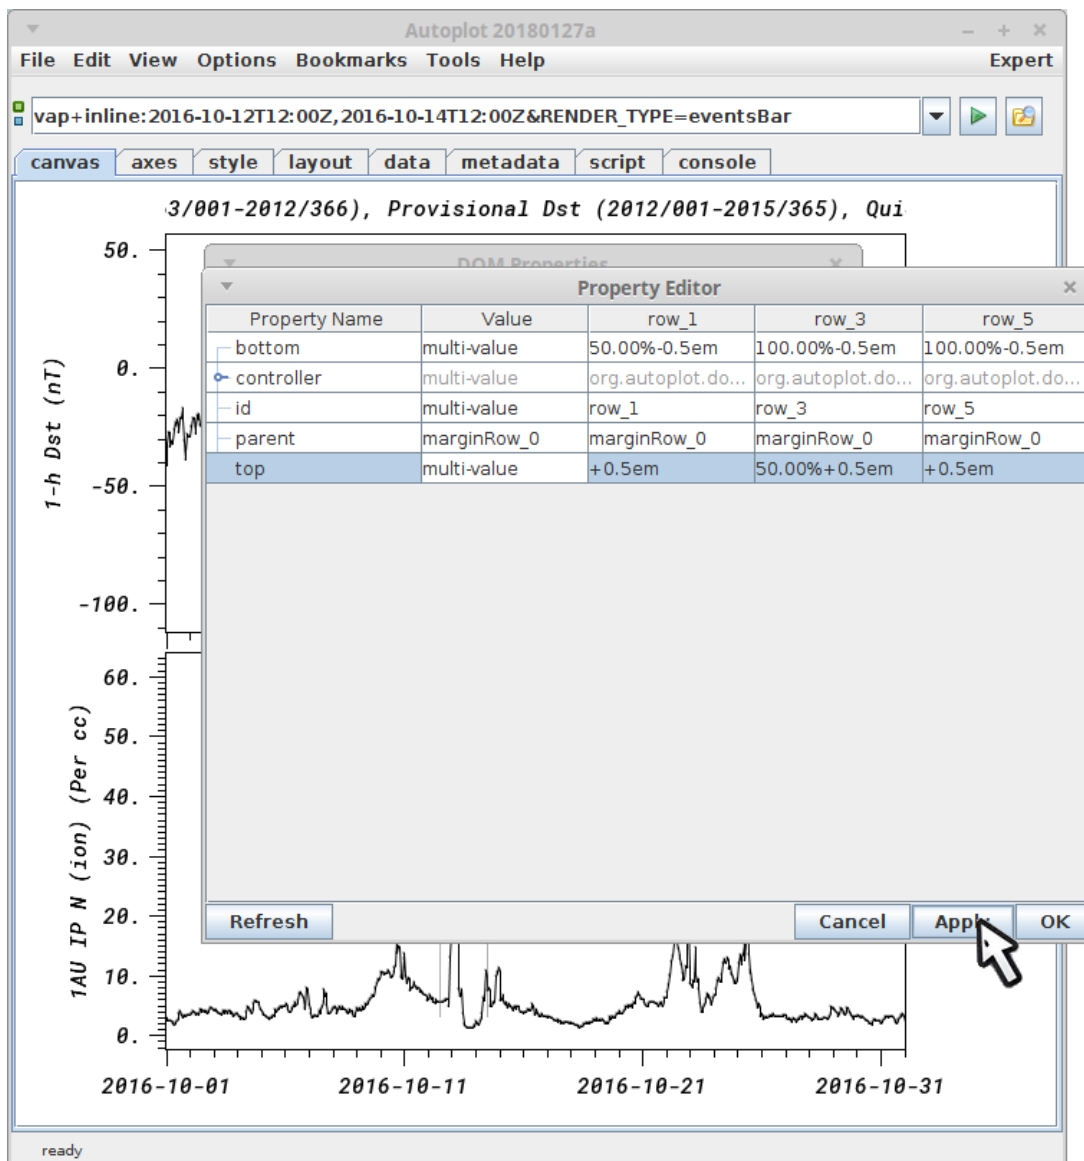 Autoplot 20180127a
File Edit View Options Bookmarks Tools Help Expert
vap+inline:2016-10-12T12:00Z,2016-10-14T12:00Z&RENDER_TYPE=eventsBar
canvas axes style layout data metadata script console
3/001-2012/366), Provisional Dst (2012/001-2015/365), Qui
50.
0.
-50.
-100.
1-h Dst (nT)
DOM Properties
Property Editor
Property Name Value row_1 row_3 row_5
bottom multi-value 50.00%-0.5em 100.00%-0.5em 100.00%-0.5em
controller multi-value org.autoplot.do... org.autoplot.do... org.autoplot.do...
id multi-value row_1 row_3 row_5
parent marginRow_0 marginRow_0 marginRow_0 marginRow_0
top multi-value +0.5em 50.00%+0.5em +0.5em
Refresh Cancel Apply OK
60.
50.
40.
30.
20.
10.
0.
1AU IP N (ion) (Per cc)
2016-10-01 2016-10-11 2016-10-21 2016-10-31
ready